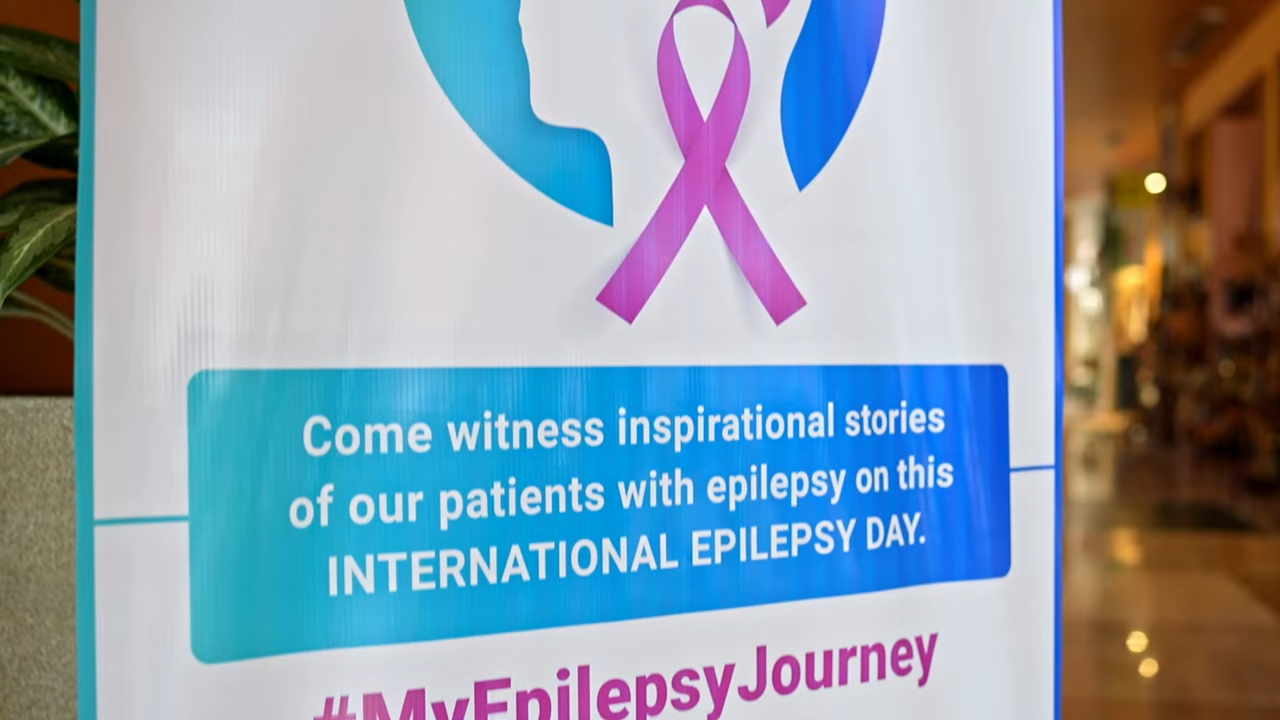 Come witness inspirational stories
of our patients with epilepsy on this
INTERNATIONAL EPILEPSY DAY.
#MyEpilepsyJourney